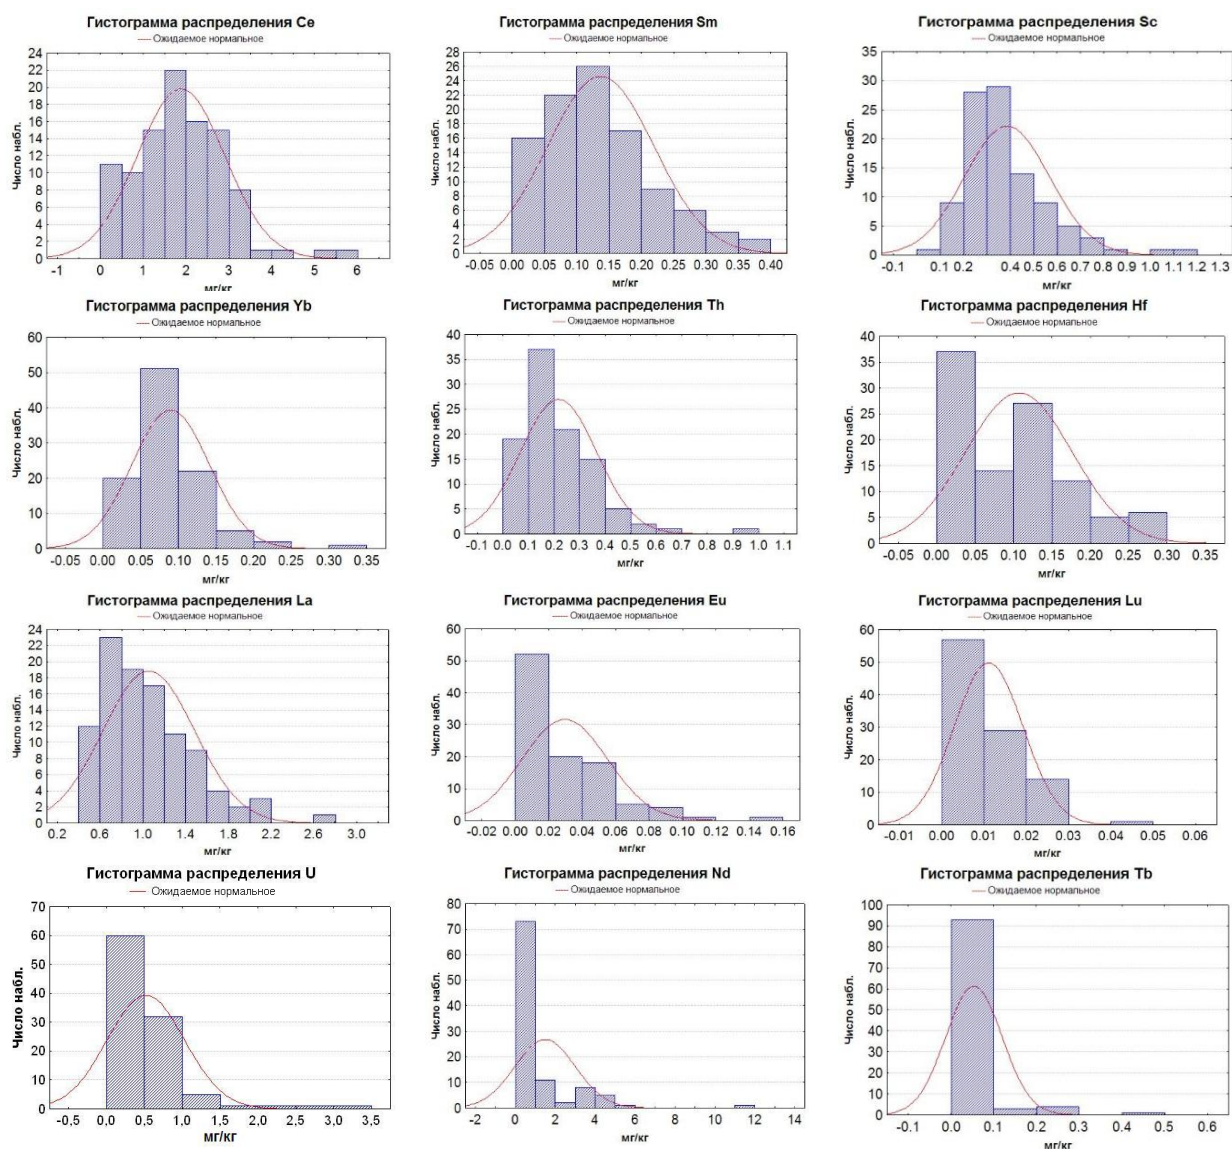 Гистограмма распределения Ce
Ожидаемое нормальное
Число набл.
24
22
20
18
16
14
12
10
8
6
4
2
0
-1 0 1 2 3 4 5 6
мг/кг
Гистограмма распределения Sm
Ожидаемое нормальное
Число набл.
28
26
24
22
20
18
16
14
12
10
8
6
4
2
0
-0.05 0.00 0.05 0.10 0.15 0.20 0.25 0.30 0.35 0.40
мг/кг
Гистограмма распределения Sc
Ожидаемое нормальное
Число набл.
35
30
25
20
15
10
5
0
-0.1 0.1 0.2 0.4 0.5 0.6 0.7 0.8 0.9 1.0 1.1 1.2 1.3
мг/кг
Гистограмма распределения Yb
Ожидаемое нормальное
Число набл.
60
50
40
30
20
10
0
-0.05 0.00 0.05 0.10 0.15 0.20 0.25 0.30 0.35
мг/кг
Гистограмма распределения Th
Ожидаемое нормальное
Число набл.
40
35
30
25
20
15
10
5
0
-0.1 0.0 0.1 0.2 0.3 0.4 0.5 0.6 0.7 0.8 0.9 1.0 1.1
мг/кг
Гистограмма распределения Hf
Ожидаемое нормальное
Число набл.
40
35
30
25
20
15
10
5
0
-0.05 0.00 0.05 0.10 0.15 0.20 0.25 0.30 0.35
мг/кг
Гистограмма распределения La
Ожидаемое нормальное
Число набл.
24
22
20
18
16
14
12
10
8
6
4
2
0
0.2 0.6 1.0 1.4 1.8 2.2 2.6 3.0
мг/кг
Гистограмма распределения Eu
Ожидаемое нормальное
Число набл.
60
50
40
30
20
10
0
-0.02 0.00 0.02 0.04 0.06 0.08 0.10 0.12 0.14 0.16
мг/кг
Гистограмма распределения Lu
Ожидаемое нормальное
Число набл.
60
50
40
30
20
10
0
-0.01 0.00 0.01 0.02 0.03 0.04 0.05 0.06
мг/кг
Гистограмма распределения U
Ожидаемое нормальное
Число набл.
70
60
50
40
30
20
10
0
-0,5 0,0 0,5 1,0 1,5 2,0 2,5 3,0 3,5
мг/кг
Гистограмма распределения Nd
Ожидаемое нормальное
Число набл.
80
70
60
50
40
30
20
10
0
-2 0 2 4 6 8 10 12 14
мг/кг
Гистограмма распределения Tb
Ожидаемое нормальное
Число набл.
100
90
80
70
60
50
40
30
20
10
0
-0.1 0.0 0.1 0.2 0.3 0.4 0.5 0.6
мг/кг